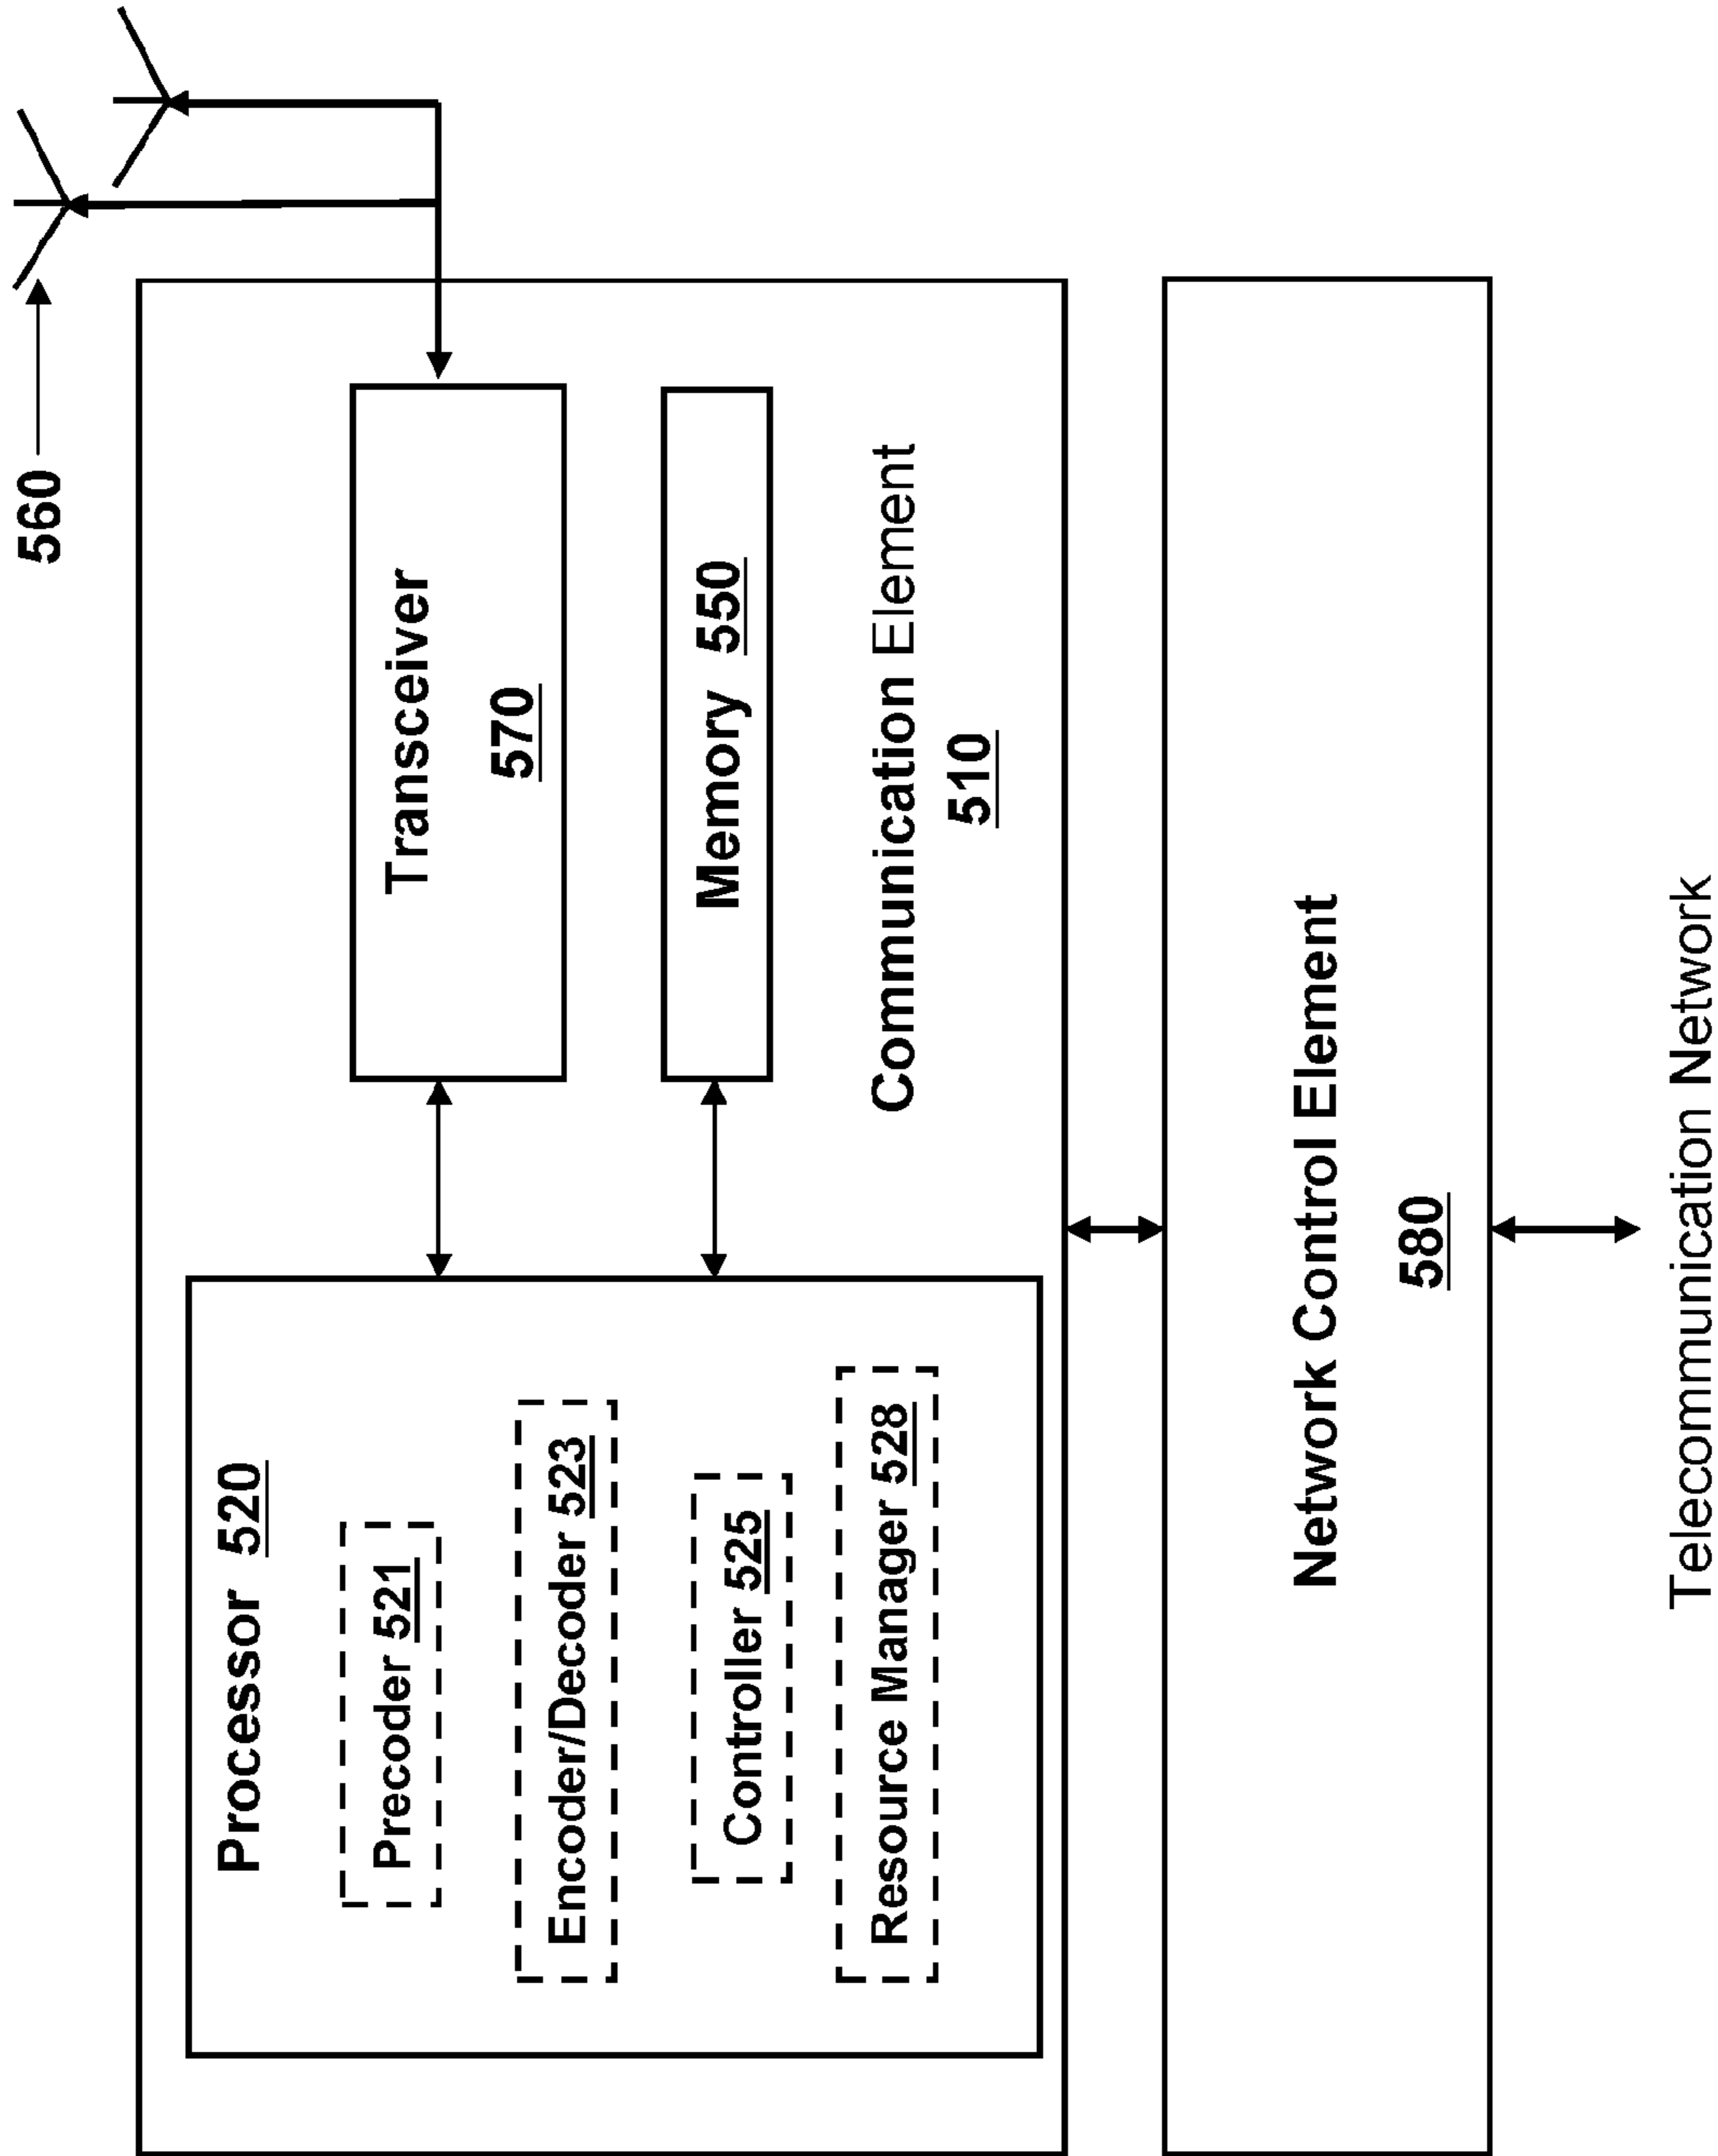 560
Processor 520
Precoder 521
Encoder/Decoder 523
Controller 525
Resource Manager 528
Transceiver
570
Memory 550
Communication Element
510
Network Control Element
580
Telecommunication Network